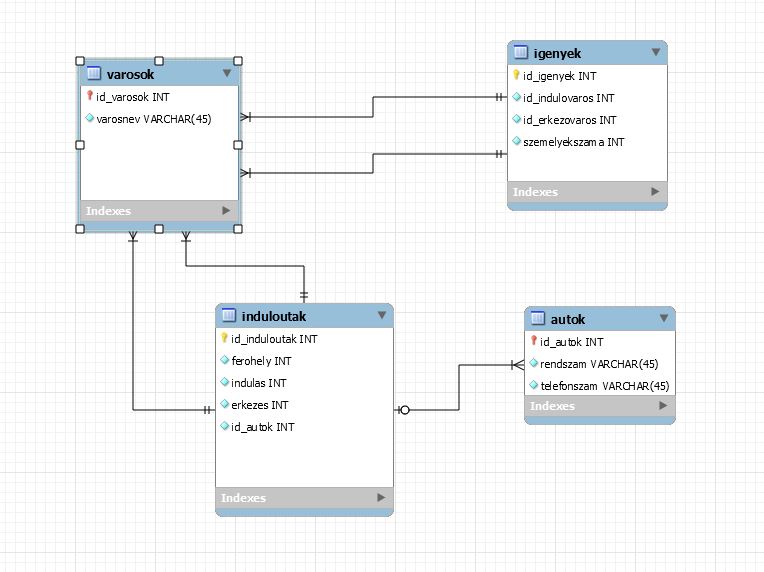 varosok
id_varosok INT
varosnev VARCHAR(45)
Indexes
igenyek
id_igenyek INT
id_indulovaros INT
id_erkezovaros INT
szemelyekszama INT
Indexes
induloutak
id_induloutak INT
ferohely INT
indulas INT
erkezes INT
id_autok INT
Indexes
autok
id_autok INT
rendszam VARCHAR(45)
telefonszam VARCHAR(45)
Indexes